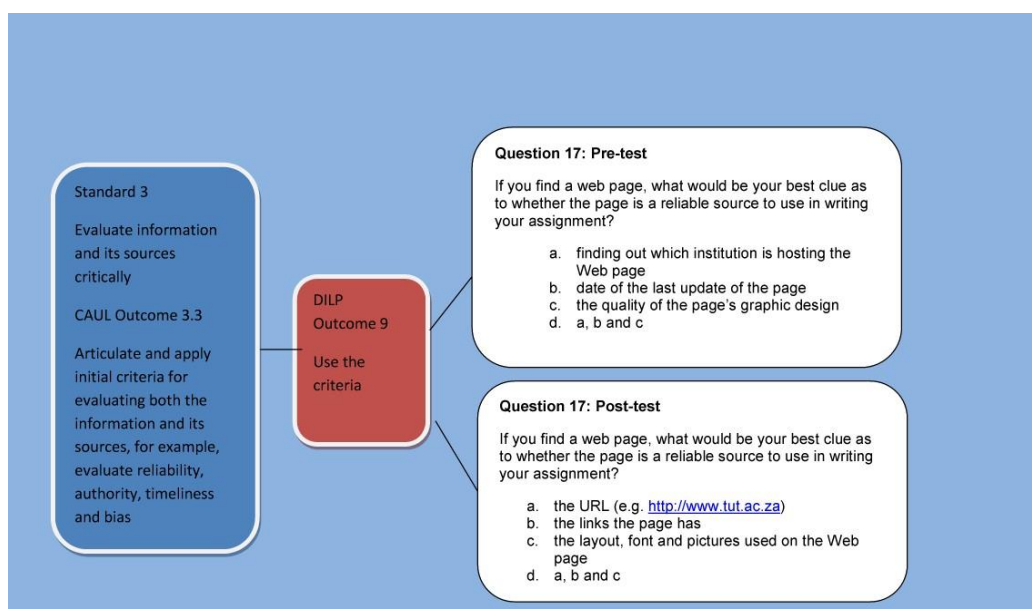 Standard 3
Evaluate information
and its sources
critically
CAUL Outcome 3.3
Articulate and apply
initial criteria for
evaluating both the
information and its
sources, for example,
evaluate reliability,
authority, timeliness
and bias
DILP
Outcome 9
Use the
criteria
Question 17: Pre-test
If you find a web page, what would be your best clue as
to whether the page is a reliable source to use in writing
your assignment?
a. finding out which institution is hosting the
Web page
b. date of the last update of the page
c. the quality of the page's graphic design
d. a, b and c
Question 17: Post-test
If you find a web page, what would be your best clue as
to whether the page is a reliable source to use in writing
your assignment?
a. the URL (e.g. http://www.tut.ac.za)
b. the links the page has
c. the layout, font and pictures used on the Web
page
d. a, b and c